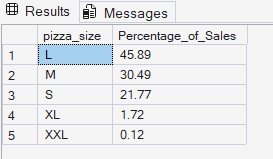 Results Messages
pizza_size Percentage_of_Sales
1 L 45.89
2 M 30.49
3 S 21.77
4 XL 1.72
5 XXL 0.12